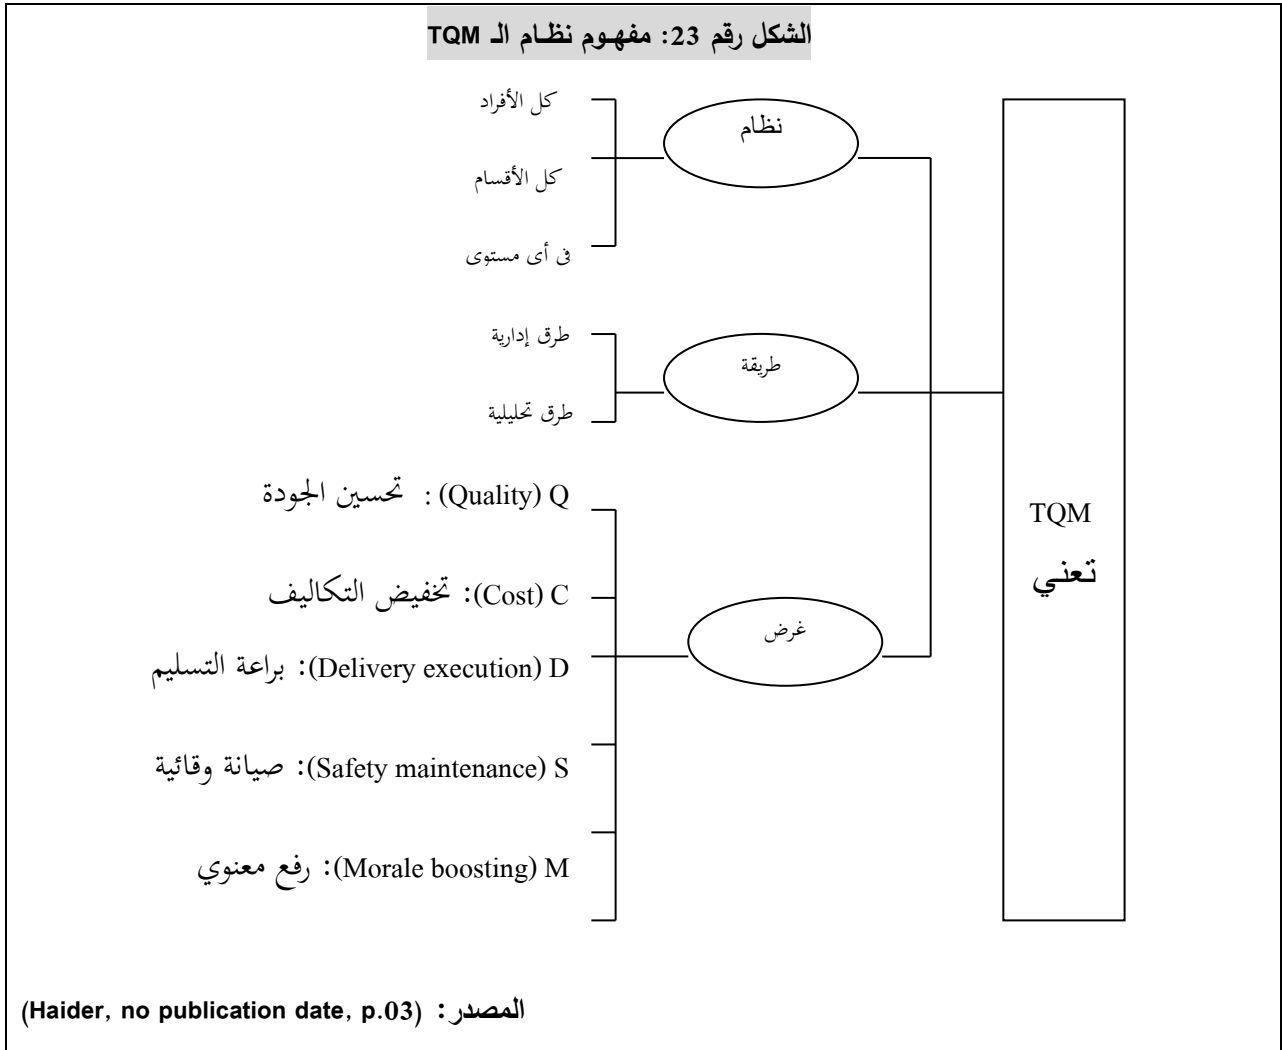 الشكل رقم 23: مفهـوم نظـام الـ TQM
نظام
كل الأفراد
كل الأقسام
فى أى مستوى
طريقة
طرق إدارية
طرق تحليلية
TQM
تعني
غرض
Q (Quality) : تحسين الجودة
C (Cost): تخفيض التكاليف
D (Delivery execution): براعة التسليم
S (Safety maintenance): صيانة وقائية
M (Morale boosting): رفع معنوي
المصدر: (Haider, no publication date, p.03)